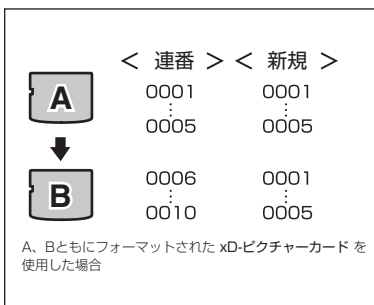 < 連番 > < 新規 >
A
0001 0001
⋮ ⋮
0005 0005
B
0006 0001
⋮ ⋮
0010 0005
A、Bともにフォーマットされた xD-ピクチャーカード を
使用した場合